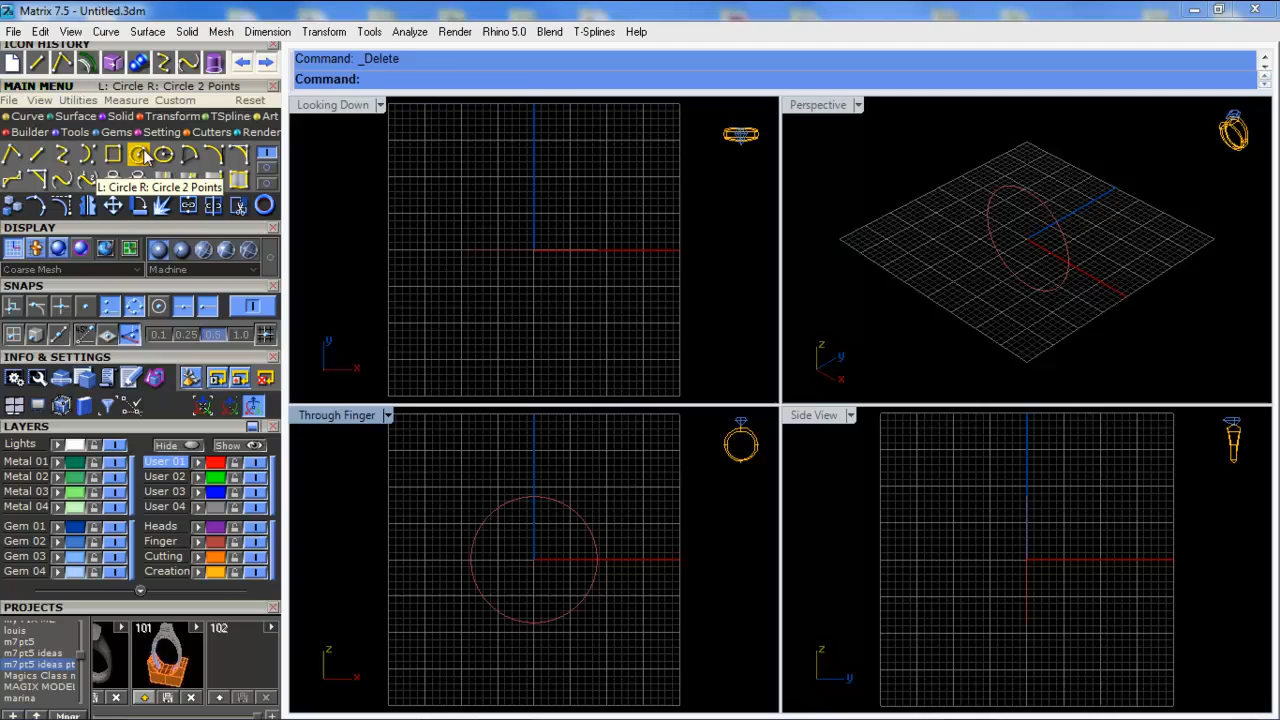 Matrix 7.5 - Untitled.3dm
File Edit View Curve Surface Solid Mesh Dimension Transform Tools Analyze Render Rhino 5.0 Blend T-Splines Help
ICON HISTORY
Command: _Delete
Command:
MAIN MENU L: Circle R: Circle 2 Points
File View Utilities Measure Custom Reset
Curve Surface Solid Transform TSpline Art
Builder Tools Gems Setting Cutters Render
L: Circle R: Circle 2 Points
DISPLAY
Coarse Mesh Machine
SNAPS
0.1 0.25 0.5 1.0
INFO & SETTINGS
LAYERS
Lights Hide Show
Metal 01 User 01
Metal 02 User 02
Metal 03 User 03
Metal 04 User 04
Gem 01 Heads
Gem 02 Finger
Gem 03 Cutting
Gem 04 Creation
PROJECTS
louis
m7pt5
m7pt5 ideas
m7pt5 ideas pt
Magics Class n
MAGIX MODEL
marina
101 102
Looking Down
y
x
Perspective
z
y
x
Through Finger
z
x
Side View
z
y